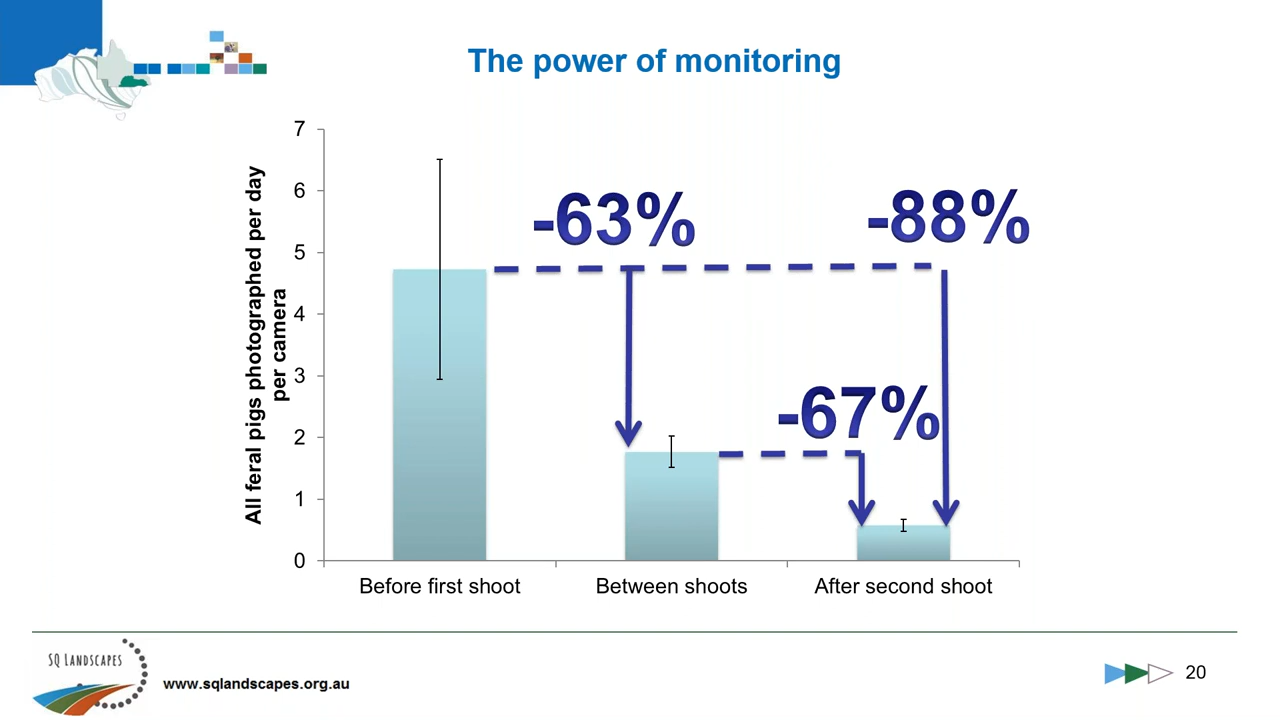 The power of monitoring
All feral pigs photographed per day
per camera
7
6
5
4
3
2
1
0
-63%
-88%
-67%
Before first shoot
Between shoots
After second shoot
SQ LANDSCAPES
www.sqlandscapes.org.au
20